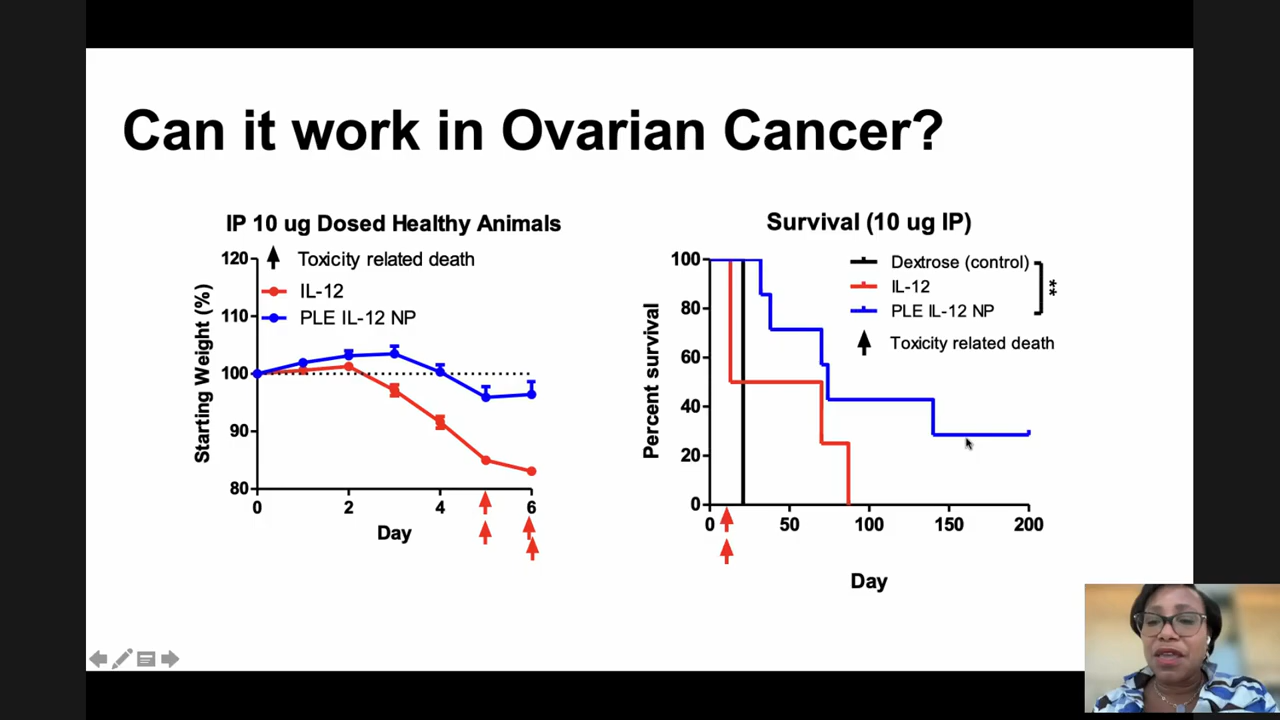 Can it work in Ovarian Cancer?
IP 10 ug Dosed Healthy Animals
Toxicity related death
IL-12
PLE IL-12 NP
Starting Weight (%)
120
110
100
90
80
0 2 4 6
Day
Survival (10 ug IP)
Dextrose (control)
IL-12
PLE IL-12 NP
**
Toxicity related death
Percent survival
100
80
60
40
20
0
0 50 100 150 200
Day